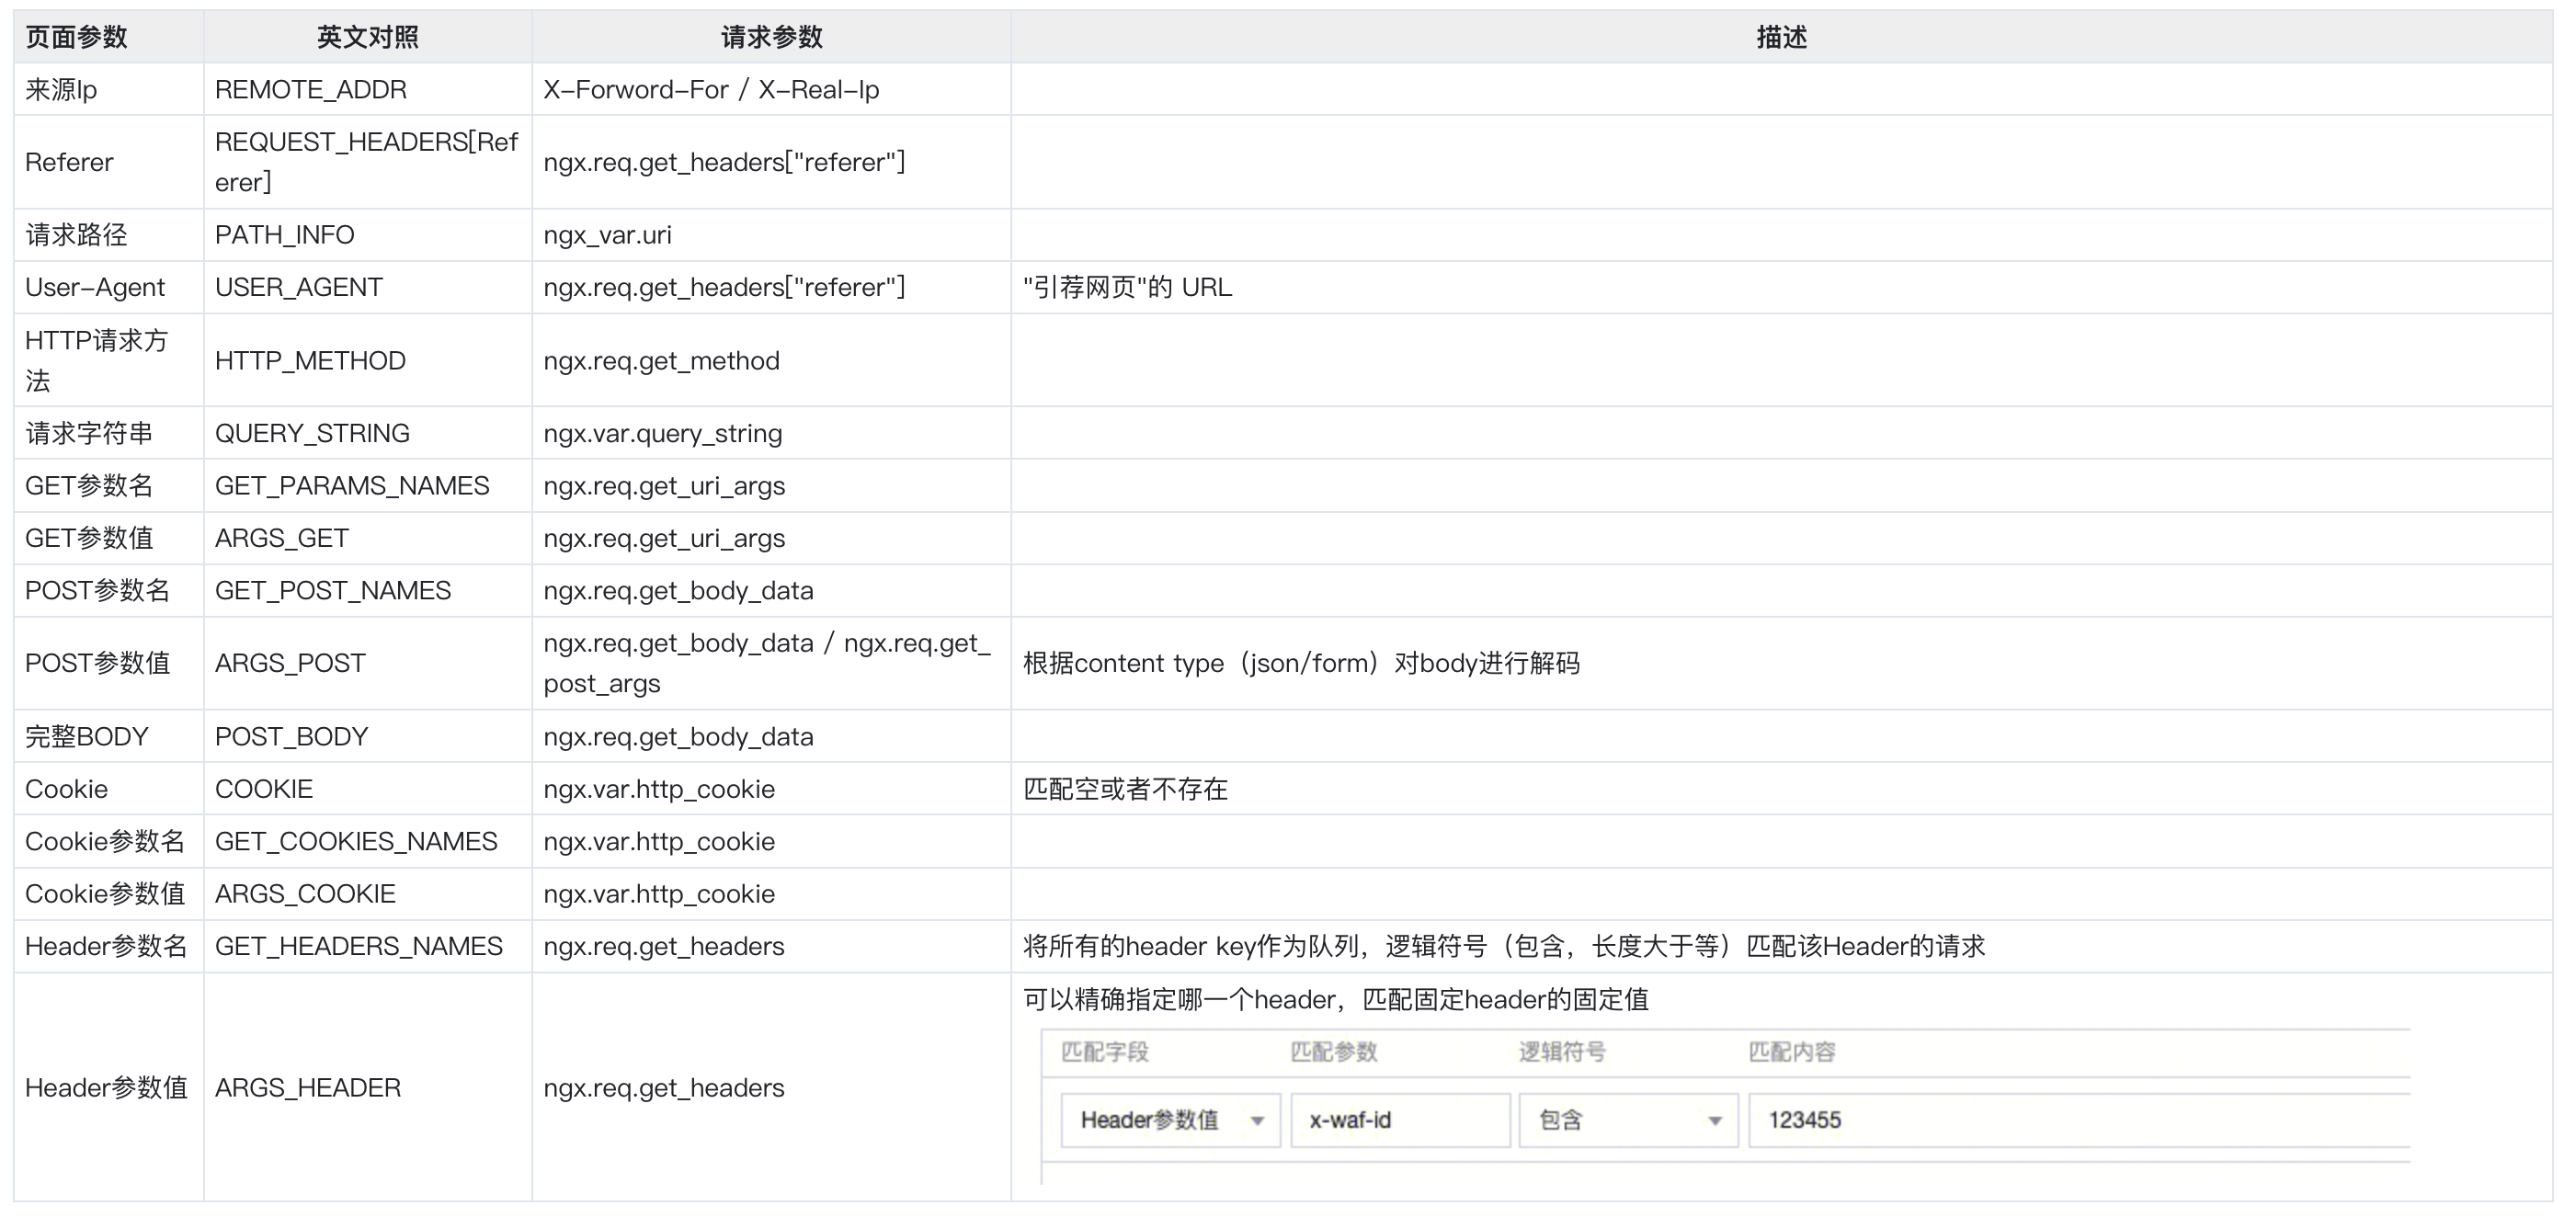 页面参数 英文对照 请求参数 描述
来源Ip REMOTE_ADDR X-Forword-For / X-Real-Ip
Referer REQUEST_HEADERS[Ref
erer] ngx.req.get_headers["referer"]
请求路径 PATH_INFO ngx_var.uri
User-Agent USER_AGENT ngx.req.get_headers["referer"] "引荐网页"的 URL
HTTP请求方
法 HTTP_METHOD ngx.req.get_method
请求字符串 QUERY_STRING ngx.var.query_string
GET参数名 GET_PARAMS_NAMES ngx.req.get_uri_args
GET参数值 ARGS_GET ngx.req.get_uri_args
POST参数名 GET_POST_NAMES ngx.req.get_body_data
POST参数值 ARGS_POST ngx.req.get_body_data / ngx.req.get_
post_args 根据content type（json/form）对body进行解码
完整BODY POST_BODY ngx.req.get_body_data
Cookie COOKIE ngx.var.http_cookie 匹配空或者不存在
Cookie参数名 GET_COOKIES_NAMES ngx.var.http_cookie
Cookie参数值 ARGS_COOKIE ngx.var.http_cookie
Header参数名 GET_HEADERS_NAMES ngx.req.get_headers 将所有的header key作为队列，逻辑符号（包含，长度大于等）匹配该Header的请求
Header参数值 ARGS_HEADER ngx.req.get_headers 可以精确指定哪一个header，匹配固定header的固定值
匹配字段 匹配参数 逻辑符号 匹配内容
Header参数值 x-waf-id 包含 123455